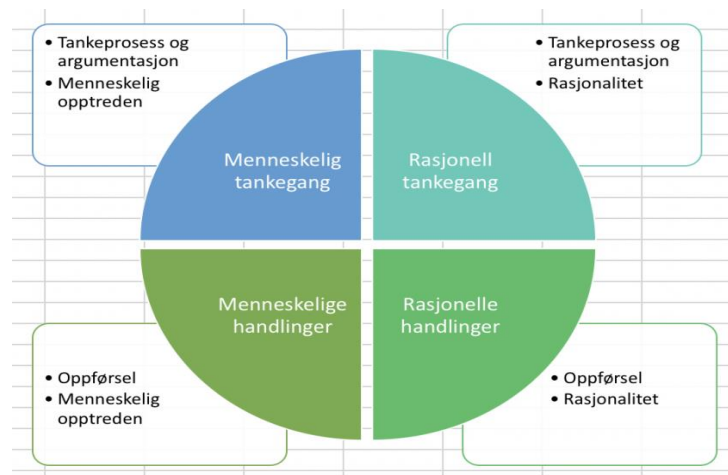 • Tankeprosess og
argumentasjon
• Menneskelig
opptreden
• Tankeprosess og
argumentasjon
• Rasjonalitet
Menneskelig
tankegang
Rasjonell
tankegang
Menneskelige
handlinger
Rasjonelle
handlinger
• Oppførsel
• Menneskelig
opptreden
• Oppførsel
• Rasjonalitet